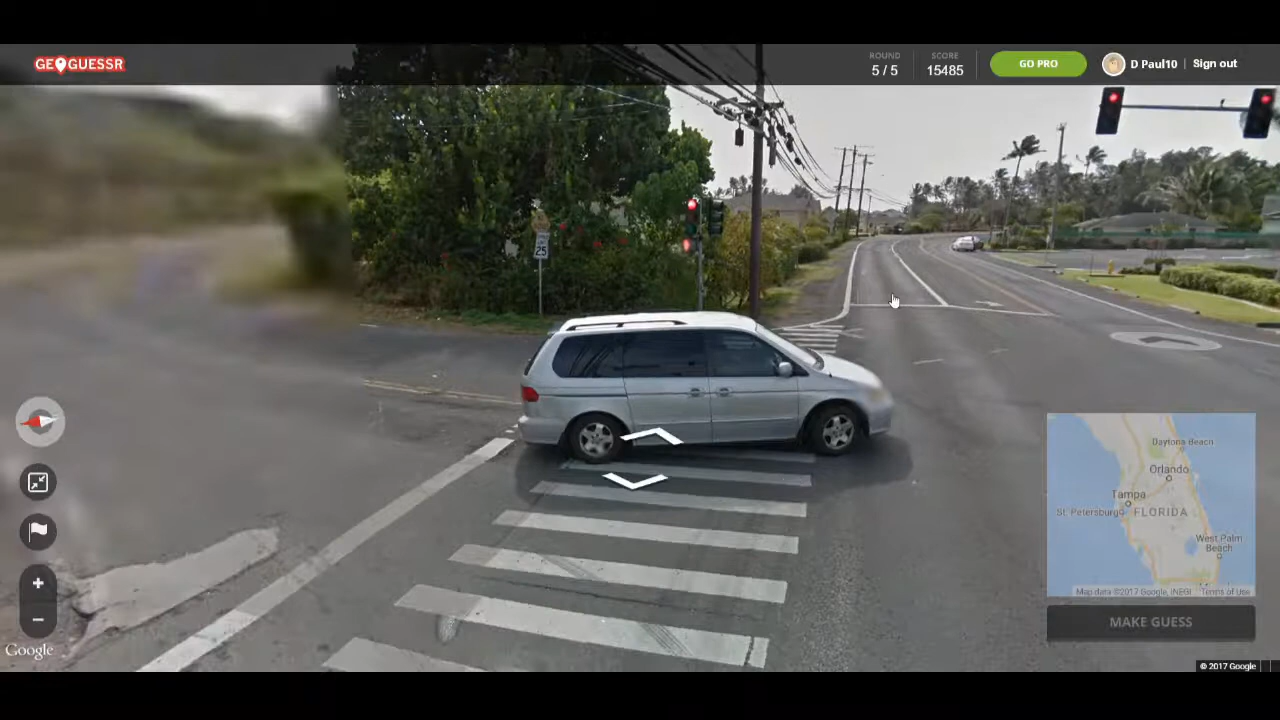 GEOGUESSR
ROUND
5 / 5
SCORE
15485
GO PRO
D Paul10
Sign out
25
Daytona Beach
Orlando
Tampa
St. Petersburg
FLORIDA
West Palm
Beach
Map data ©2017 Google, INEGI
Terms of Use
MAKE GUESS
Google
© 2017 Google